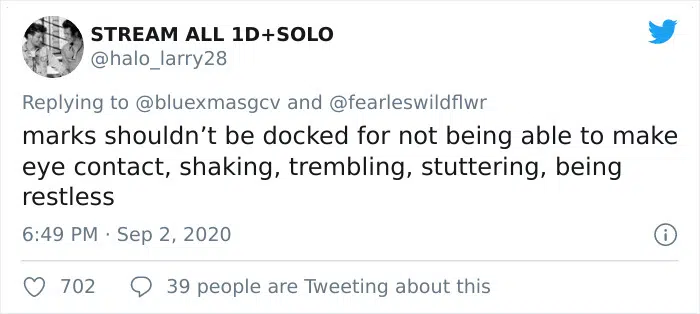 STREAM ALL 1D+SOLO
@halo_larry28
Replying to @bluexmasgcv and @fearleswildflwr
marks shouldn’t be docked for not being able to make
eye contact, shaking, trembling, stuttering, being
restless
6:49 PM · Sep 2, 2020
702 39 people are Tweeting about this